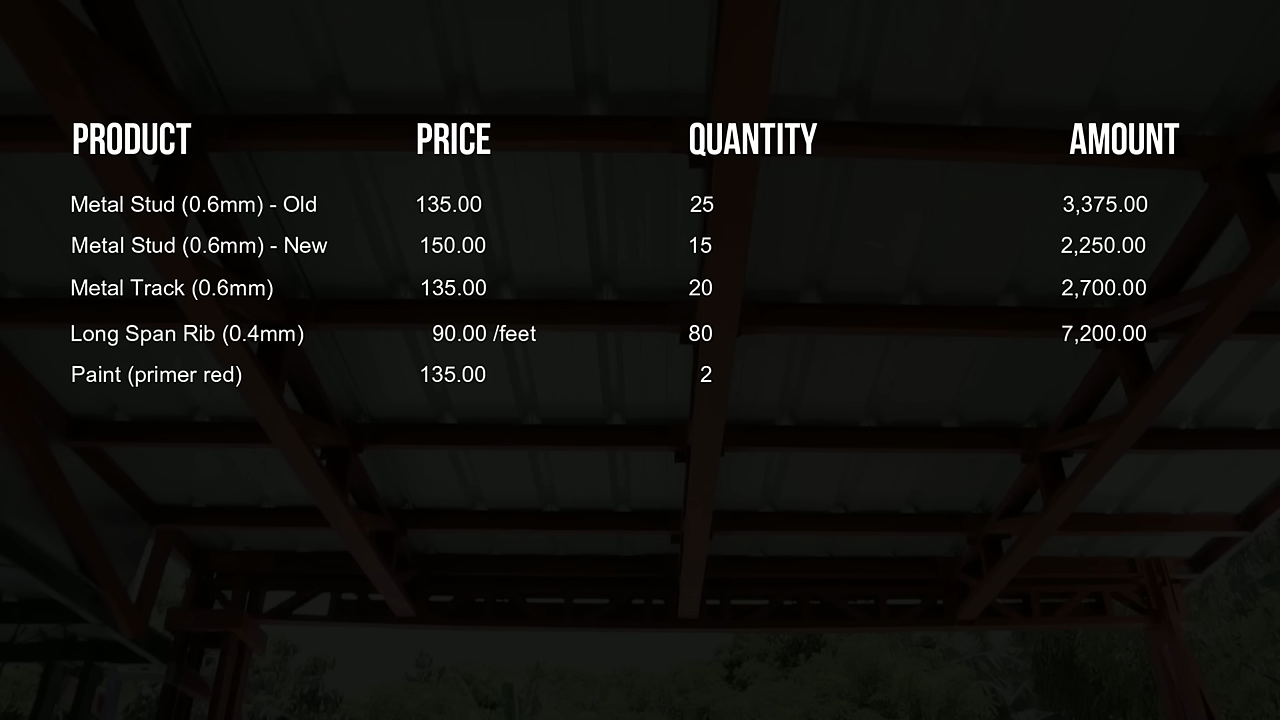 PRODUCT PRICE QUANTITY AMOUNT
Metal Stud (0.6mm) - Old 135.00 25 3,375.00
Metal Stud (0.6mm) - New 150.00 15 2,250.00
Metal Track (0.6mm) 135.00 20 2,700.00
Long Span Rib (0.4mm) 90.00 /feet 80 7,200.00
Paint (primer red) 135.00 2